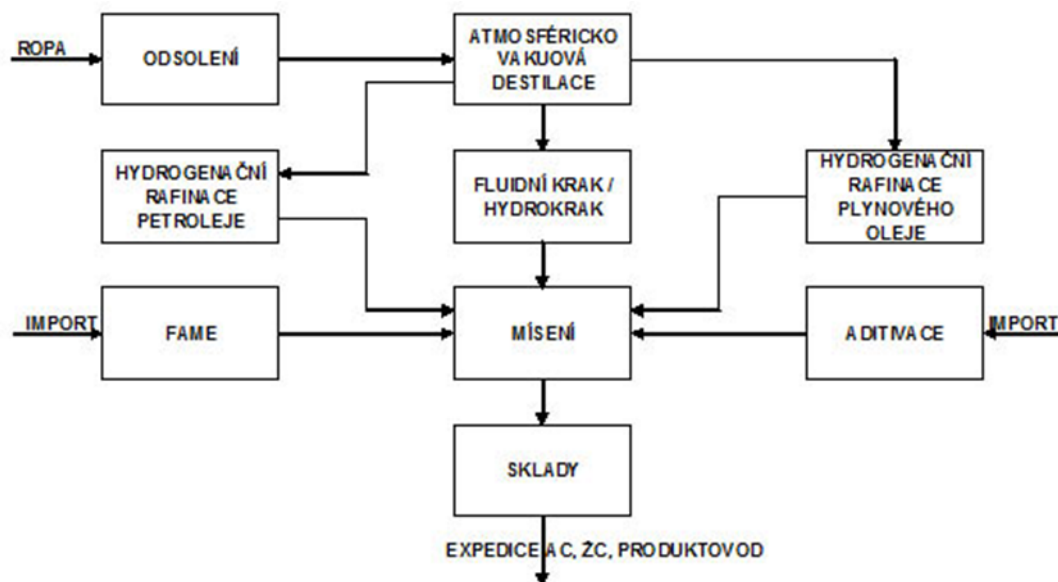 ROPA
ODSOLENÍ
ATMOSFÉRICKO
VAKUOVÁ
DESTILACE
HYDROGENAČNÍ
RAFINACE
PETROLEJE
FLUIDNÍ KRAK /
HYDROKRAK
HYDROGENAČNÍ
RAFINACE
PLYNOVÉHO
OLEJE
IMPORT
FAME
MÍSENÍ
ADITIVACE
IMPORT
SKLADY
EXPEDICE AC, ŽC, PRODUKTOVOD